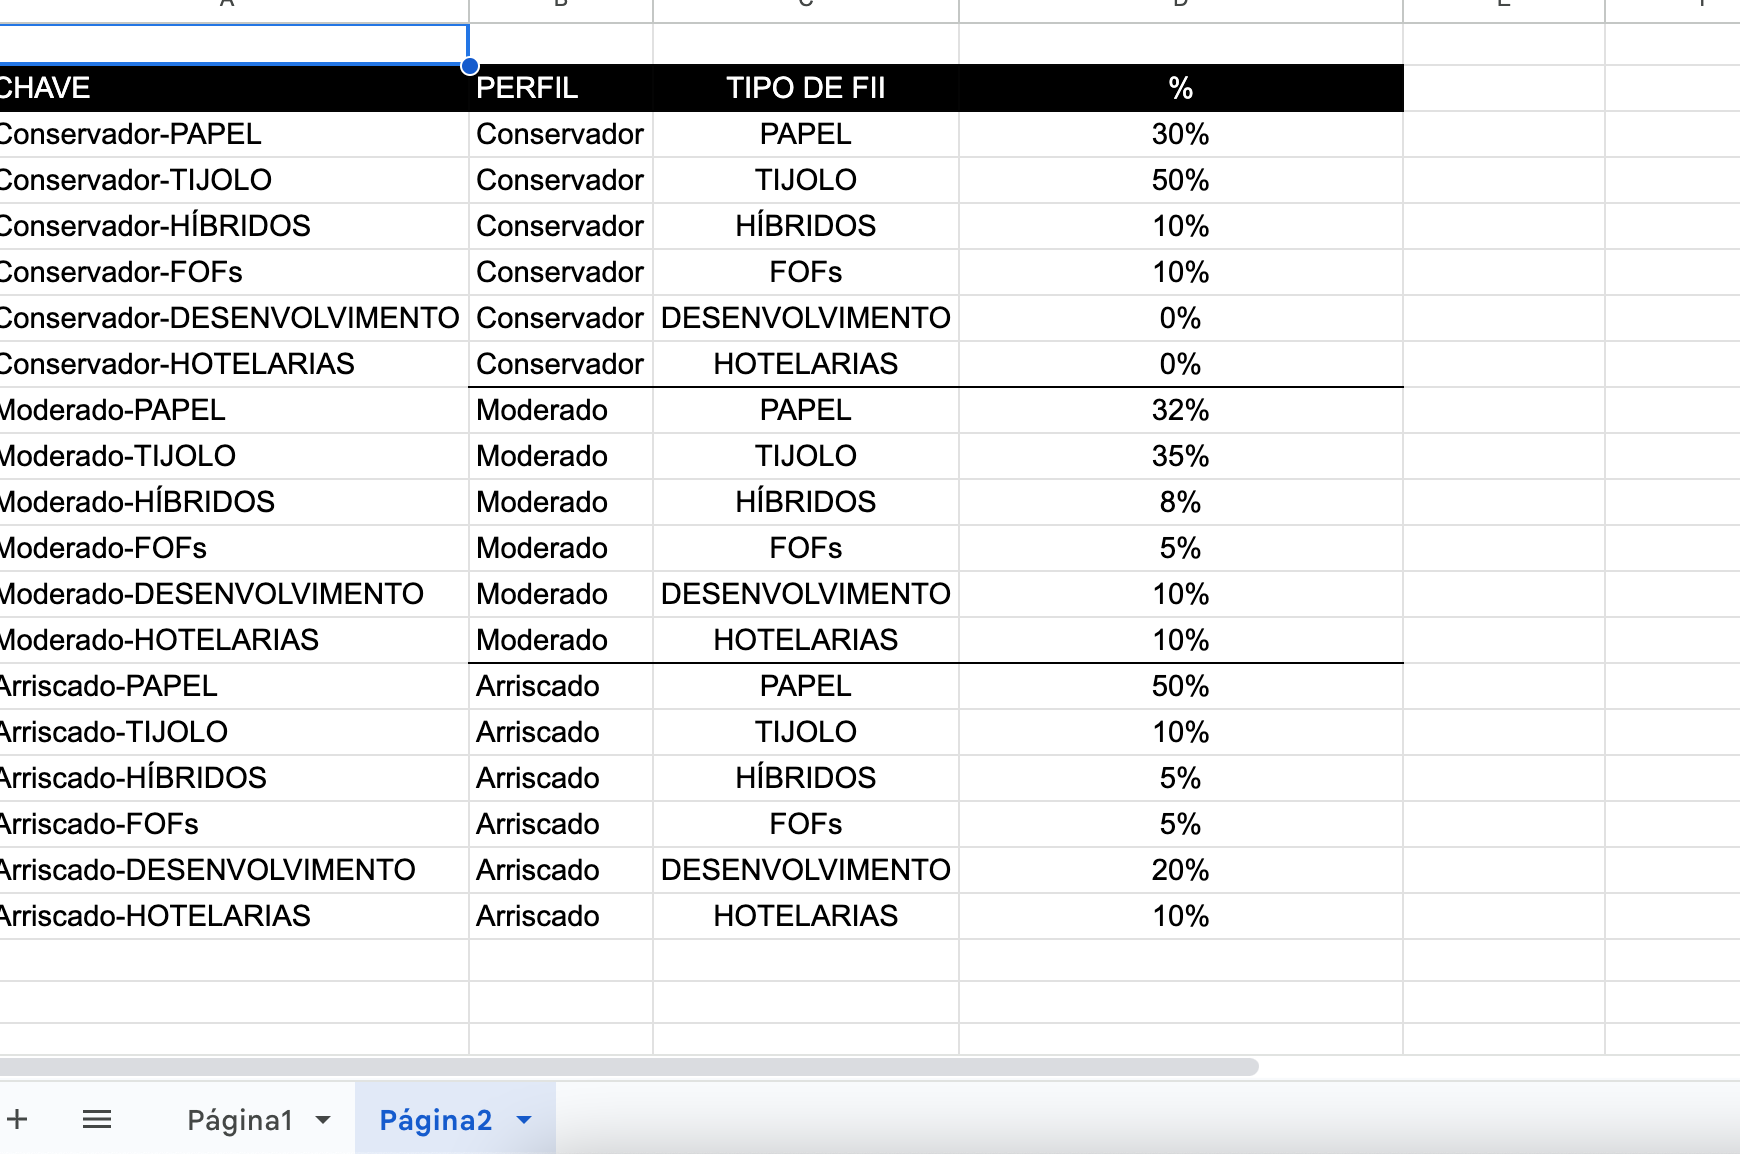 A B C D E F
CHAVE PERFIL TIPO DE FII %
Conservador-PAPEL Conservador PAPEL 30%
Conservador-TIJOLO Conservador TIJOLO 50%
Conservador-HÍBRIDOS Conservador HÍBRIDOS 10%
Conservador-FOFs Conservador FOFs 10%
Conservador-DESENVOLVIMENTO Conservador DESENVOLVIMENTO 0%
Conservador-HOTELARIAS Conservador HOTELARIAS 0%
Moderado-PAPEL Moderado PAPEL 32%
Moderado-TIJOLO Moderado TIJOLO 35%
Moderado-HÍBRIDOS Moderado HÍBRIDOS 8%
Moderado-FOFs Moderado FOFs 5%
Moderado-DESENVOLVIMENTO Moderado DESENVOLVIMENTO 10%
Moderado-HOTELARIAS Moderado HOTELARIAS 10%
Arriscado-PAPEL Arriscado PAPEL 50%
Arriscado-TIJOLO Arriscado TIJOLO 10%
Arriscado-HÍBRIDOS Arriscado HÍBRIDOS 5%
Arriscado-FOFs Arriscado FOFs 5%
Arriscado-DESENVOLVIMENTO Arriscado DESENVOLVIMENTO 20%
Arriscado-HOTELARIAS Arriscado HOTELARIAS 10%
Página1 Página2